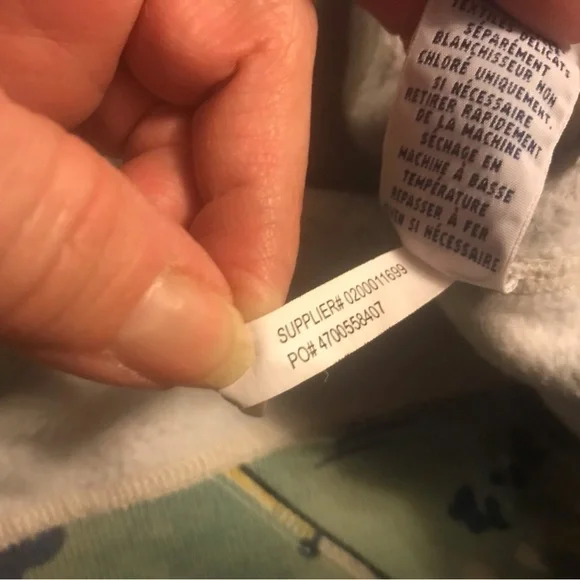 TEXTILES DÉLICATS
SÉPARÉMENT
BLANCHISSEUR NON
CHLORÉ UNIQUEMENT.
SI NÉCESSAIRE
RETIRER RAPIDEMENT
DE LA MACHINE
SÉCHAGE EN
MACHINE À BASSE
TEMPÉRATURE
REPASSER À FER
SI NÉCESSAIRE
SUPPLIER# 0200011699
PO# 4700558407